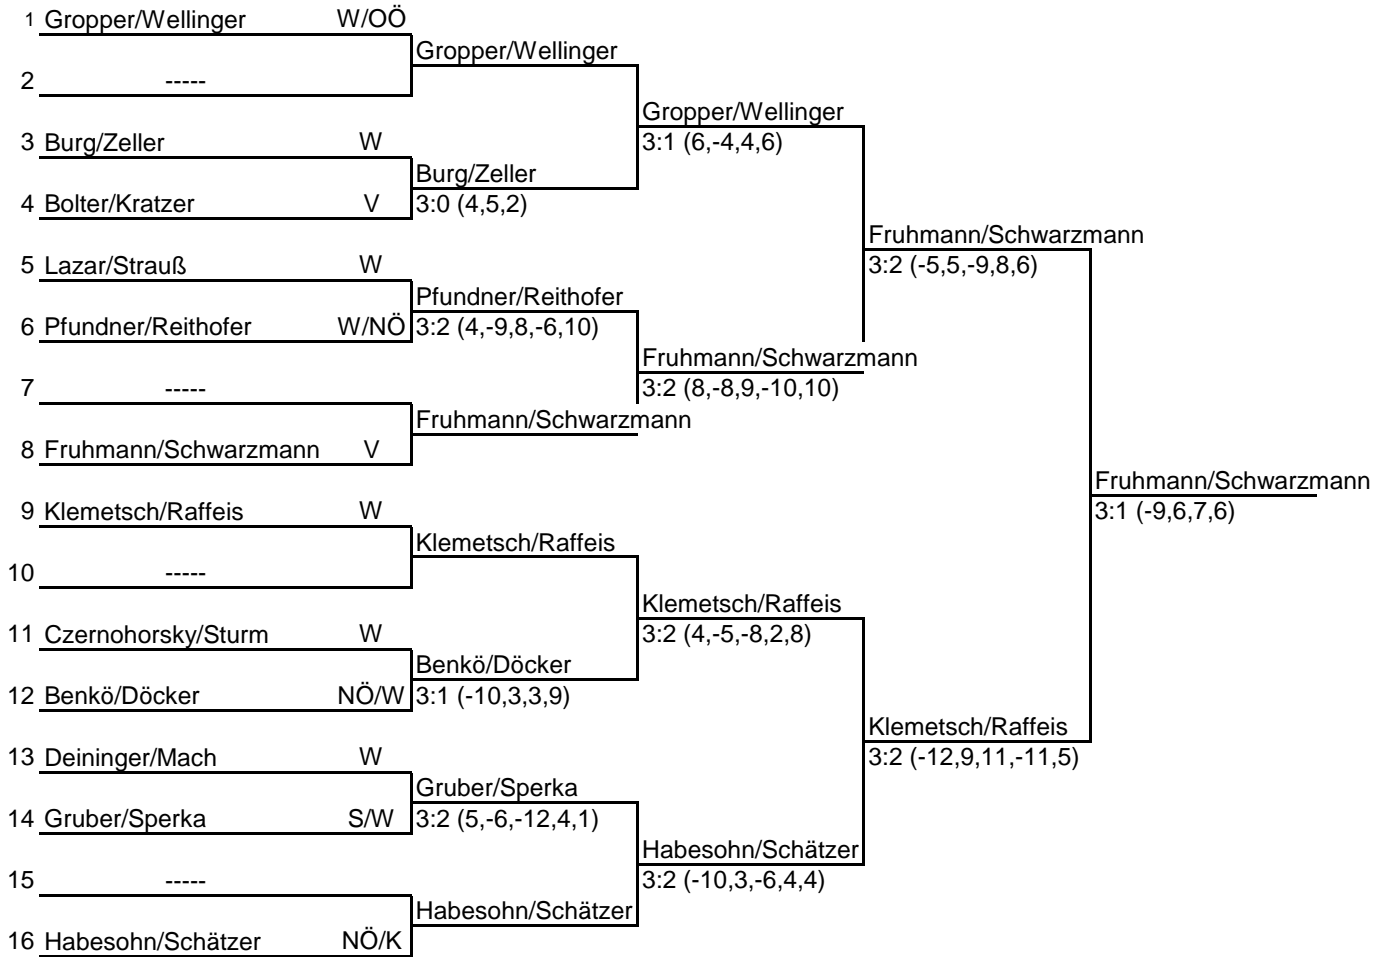 1 Gropper/Wellinger W/OÖ
Gropper/Wellinger
2 -----
Gropper/Wellinger
3 Burg/Zeller W
3:1 (6,-4,4,6)
Burg/Zeller
4 Bolter/Kratzer V
3:0 (4,5,2)
Fruhmann/Schwarzmann
5 Lazar/Strauß W
3:2 (-5,5,-9,8,6)
Pfundner/Reithofer
6 Pfundner/Reithofer W/NÖ
3:2 (4,-9,8,-6,10)
Fruhmann/Schwarzmann
7 -----
3:2 (8,-8,9,-10,10)
Fruhmann/Schwarzmann
8 Fruhmann/Schwarzmann V
Fruhmann/Schwarzmann
9 Klemetsch/Raffeis W
3:1 (-9,6,7,6)
Klemetsch/Raffeis
10 -----
Klemetsch/Raffeis
11 Czernohorsky/Sturm W
3:2 (4,-5,-8,2,8)
Benkö/Döcker
12 Benkö/Döcker NÖ/W
3:1 (-10,3,3,9)
Klemetsch/Raffeis
13 Deininger/Mach W
3:2 (-12,9,11,-11,5)
Gruber/Sperka
14 Gruber/Sperka S/W
3:2 (5,-6,-12,4,1)
Habesohn/Schätzer
15 -----
3:2 (-10,3,-6,4,4)
Habesohn/Schätzer
16 Habesohn/Schätzer NÖ/K